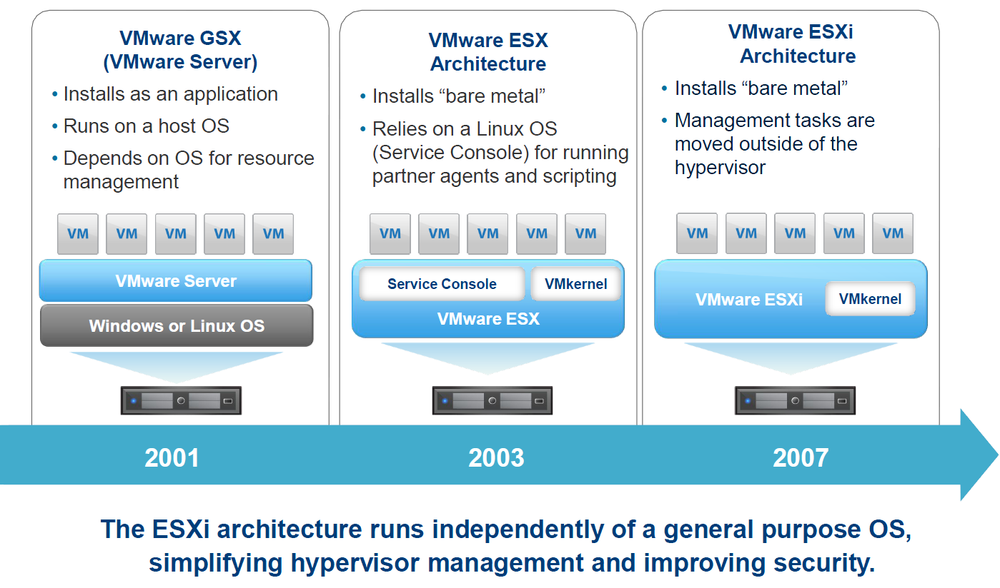 VMware GSX
(VMware Server)
• Installs as an application
• Runs on a host OS
• Depends on OS for resource
management
VM VM VM VM VM
VMware Server
Windows or Linux OS
VMware ESX
Architecture
• Installs “bare metal”
• Relies on a Linux OS
(Service Console) for running
partner agents and scripting
VM VM VM VM VM
Service Console VMkernel
VMware ESX
VMware ESXi
Architecture
• Installs “bare metal”
• Management tasks are
moved outside of the
hypervisor
VM VM VM VM VM
VMware ESXi VMkernel
2001 2003 2007
The ESXi architecture runs independently of a general purpose OS,
simplifying hypervisor management and improving security.